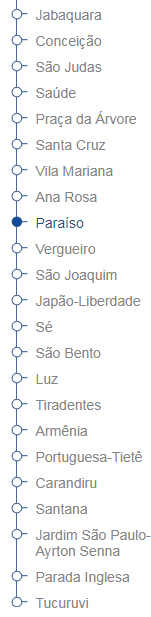 Jabaquara
Conceição
São Judas
Saúde
Praça da Árvore
Santa Cruz
Vila Mariana
Ana Rosa
Paraíso
Vergueiro
São Joaquim
Japão-Liberdade
Sé
São Bento
Luz
Tiradentes
Armênia
Portuguesa-Tietê
Carandiru
Santana
Jardim São Paulo-
Ayrton Senna
Parada Inglesa
Tucuruvi